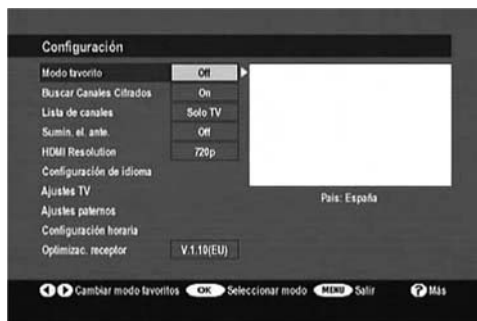 Configuración
Modo favorito Off
Buscar Canales Cifrados On
Lista de canales Solo TV
Sumin. el. ante. Off
HDMI Resolution 720p
Configuración de idioma
Ajustes TV
País: España
Ajustes paternos
Configuración horaria
Optimizac. receptor V.1.10(EU)
Cambiar modo favoritos OK Seleccionar modo MENU Salir ? Más